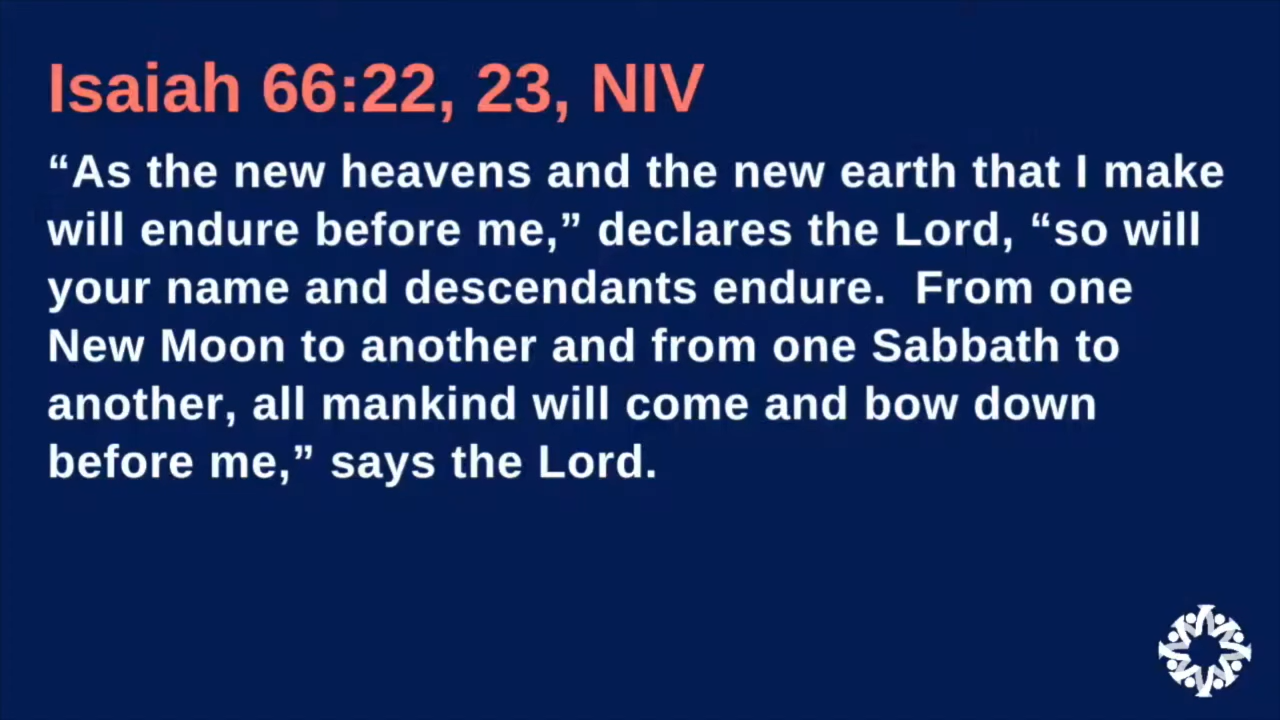 Isaiah 66:22, 23, NIV
“As the new heavens and the new earth that I make
will endure before me,” declares the Lord, “so will
your name and descendants endure.  From one
New Moon to another and from one Sabbath to
another, all mankind will come and bow down
before me,” says the Lord.